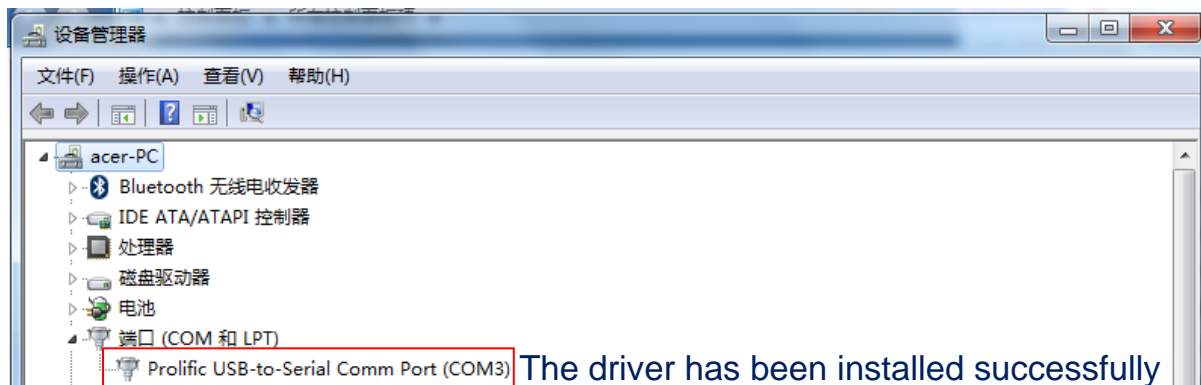 设备管理器
文件(F) 操作(A) 查看(V) 帮助(H)
acer-PC
Bluetooth 无线电收发器
IDE ATA/ATAPI 控制器
处理器
磁盘驱动器
电池
端口 (COM 和 LPT)
Prolific USB-to-Serial Comm Port (COM3) The driver has been installed successfully